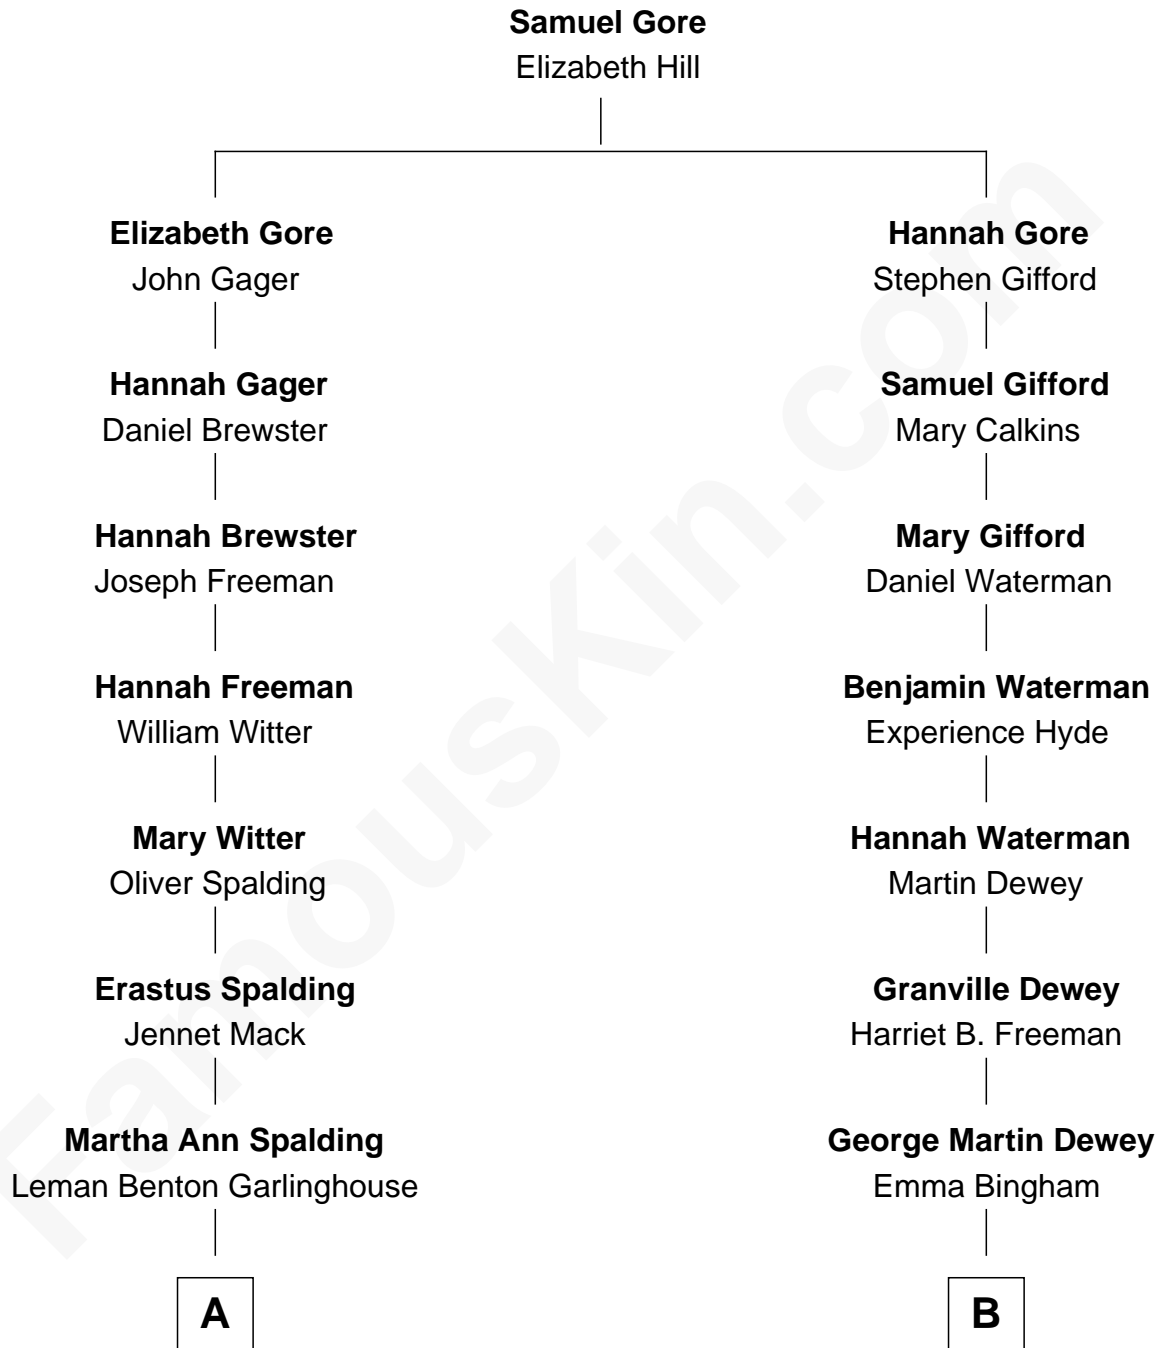 Samuel Gore
Elizabeth Hill
Elizabeth Gore
John Gager
Hannah Gore
Stephen Gifford
Hannah Gager
Daniel Brewster
Samuel Gifford
Mary Calkins
Hannah Brewster
Joseph Freeman
Mary Gifford
Daniel Waterman
Hannah Freeman
William Witter
Benjamin Waterman
Experience Hyde
Mary Witter
Oliver Spalding
Hannah Waterman
Martin Dewey
Erastus Spalding
Jennet Mack
Granville Dewey
Harriet B. Freeman
Martha Ann Spalding
Leman Benton Garlinghouse
George Martin Dewey
Emma Bingham
A
B
FamousKin.com